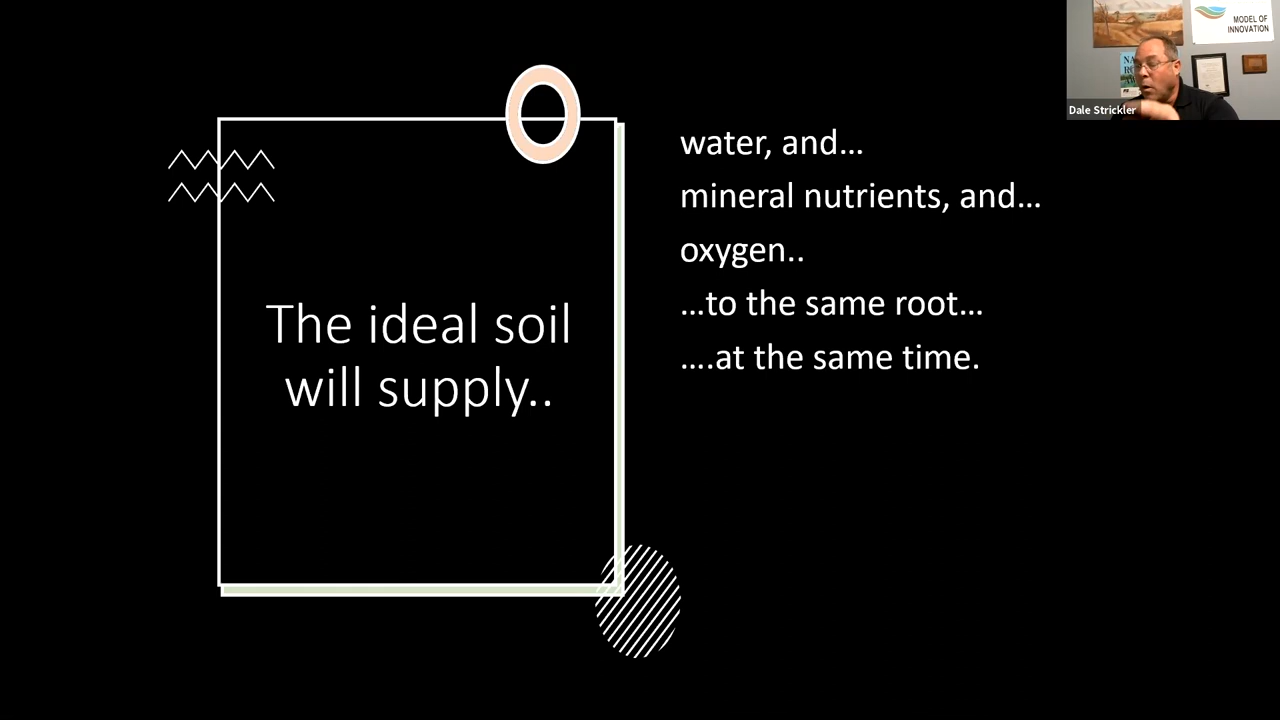 The ideal soil
will supply..
water, and…
mineral nutrients, and…
oxygen..
…to the same root…
….at the same time.
MODEL OF
INNOVATION
Dale Strickler